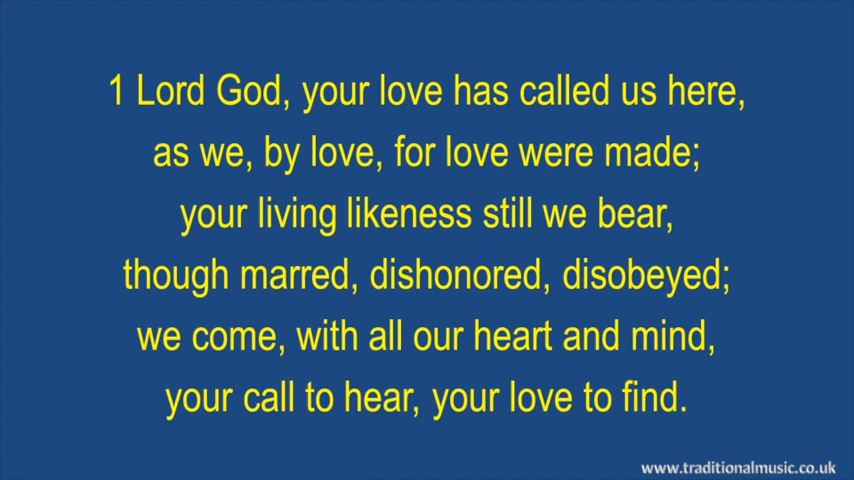 1 Lord God, your love has called us here,
as we, by love, for love were made;
your living likeness still we bear,
though marred, dishonored, disobeyed;
we come, with all our heart and mind,
your call to hear, your love to find.
www.traditionalmusic.co.uk